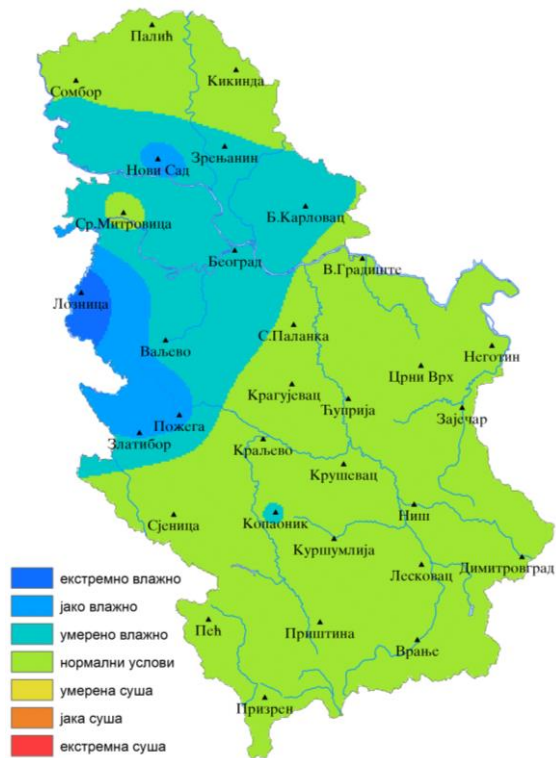 Палић
Кикинда
Сомбор
Зрењанин
Нови Сад
Ср.Митровица
Б.Карловац
Београд
В.Градиште
Лозница
С.Паланка
Ваљево
Неготин
Црни Врх
Крагујевац
Ћуприја
Зајечар
Пожега
Златибор
Краљево
Крушевац
Сјеница
Копаоник
Ниш
Куршумлија
Лесковац
Димитровград
Пећ
Приштина
Врање
Призрен
екстремно влажно
јако влажно
умерено влажно
нормални услови
умерена суша
јака суша
екстремна суша